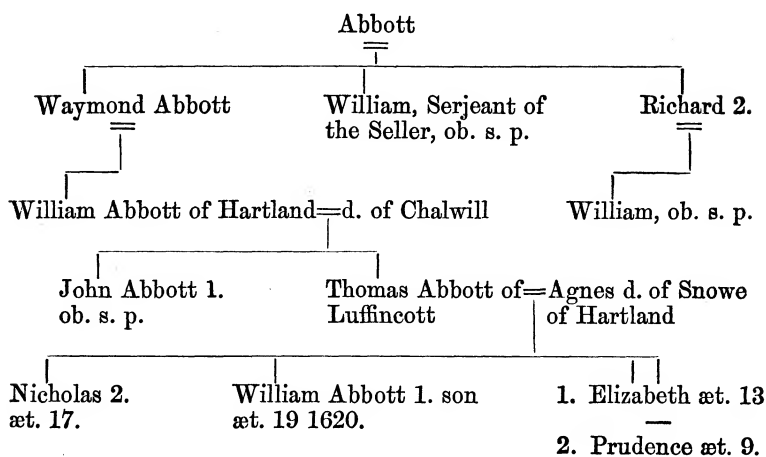 Abbott
Waymond Abbott
William, Serjeant of
the Seller, ob. s. p.
Richard 2.
William Abbott of Hartland=d. of Chalwill
William, ob. s. p.
John Abbott 1.
ob. s. p.
Thomas Abbott of=Agnes d. of Snowe
Luffincott
of Hartland
Nicholas 2.
æt. 17.
William Abbott 1. son
æt. 19 1620.
1. Elizabeth æt. 13
2. Prudence æt. 9.